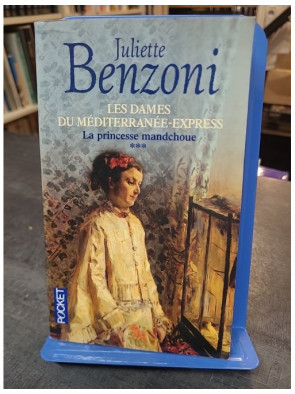 Juliette
Benzoni
LES DAMES
DU MÉDITERRANÉE-EXPRESS
La princesse mandchoue
***
POCKET